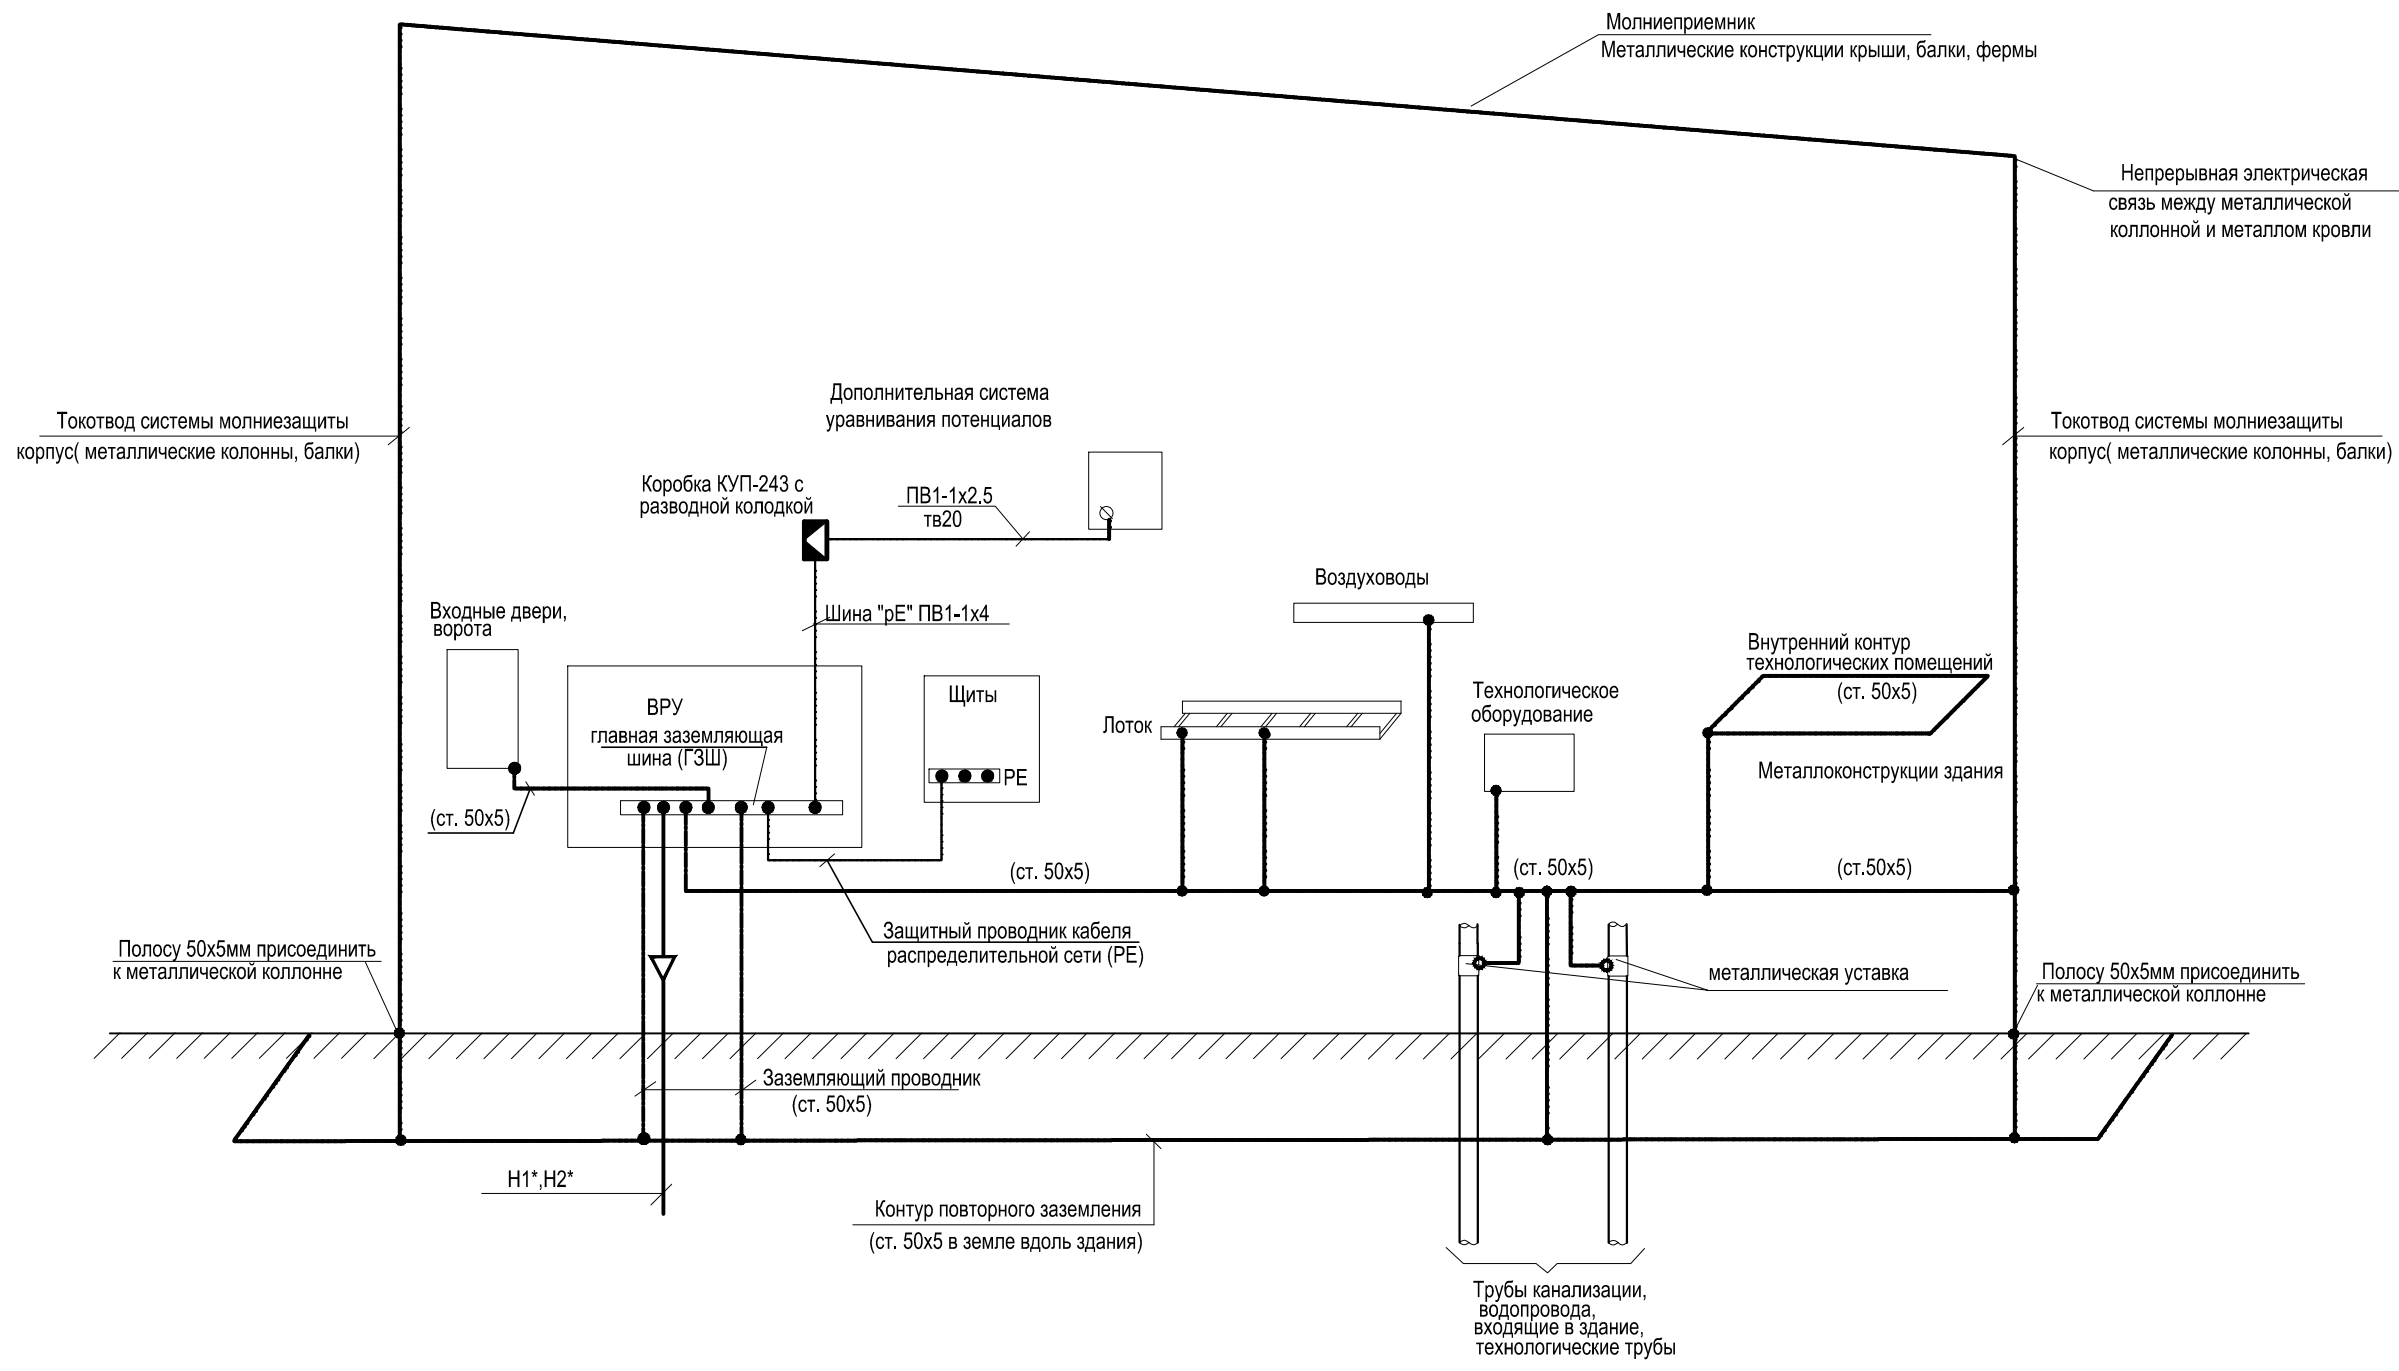 Молниеприемник
Металлические конструкции крыши, балки, фермы
Непрерывная электрическая
связь между металлической
коллонной и металлом кровли
Токотвод системы молниезащиты
корпус( металлические колонны, балки)
Дополнительная система
уравнивания потенциалов
Токотвод системы молниезащиты
корпус( металлические колонны, балки)
Коробка КУП-243 с
разводной колодкой
ПВ1-1х2.5
тв20
Воздуховоды
Входные двери,
ворота
Шина "рЕ" ПВ1-1х4
Внутренний контур
технологических помещений
(ст. 50х5)
ВРУ
главная заземляющая
шина (ГЗШ)
Щиты
РЕ
Лоток
Технологическое
оборудование
Металлоконструкции здания
(ст. 50х5)
(ст. 50х5)
(ст. 50х5)
(ст.50х5)
Защитный проводник кабеля
распределительной сети (РЕ)
Полосу 50х5мм присоединить
к металлической коллонне
металлическая уставка
Полосу 50х5мм присоединить
к металлической коллонне
Заземляющий проводник
(ст. 50х5)
Н1*,Н2*
Контур повторного заземления
(ст. 50х5 в земле вдоль здания)
Трубы канализации,
водопровода,
входящие в здание,
технологические трубы